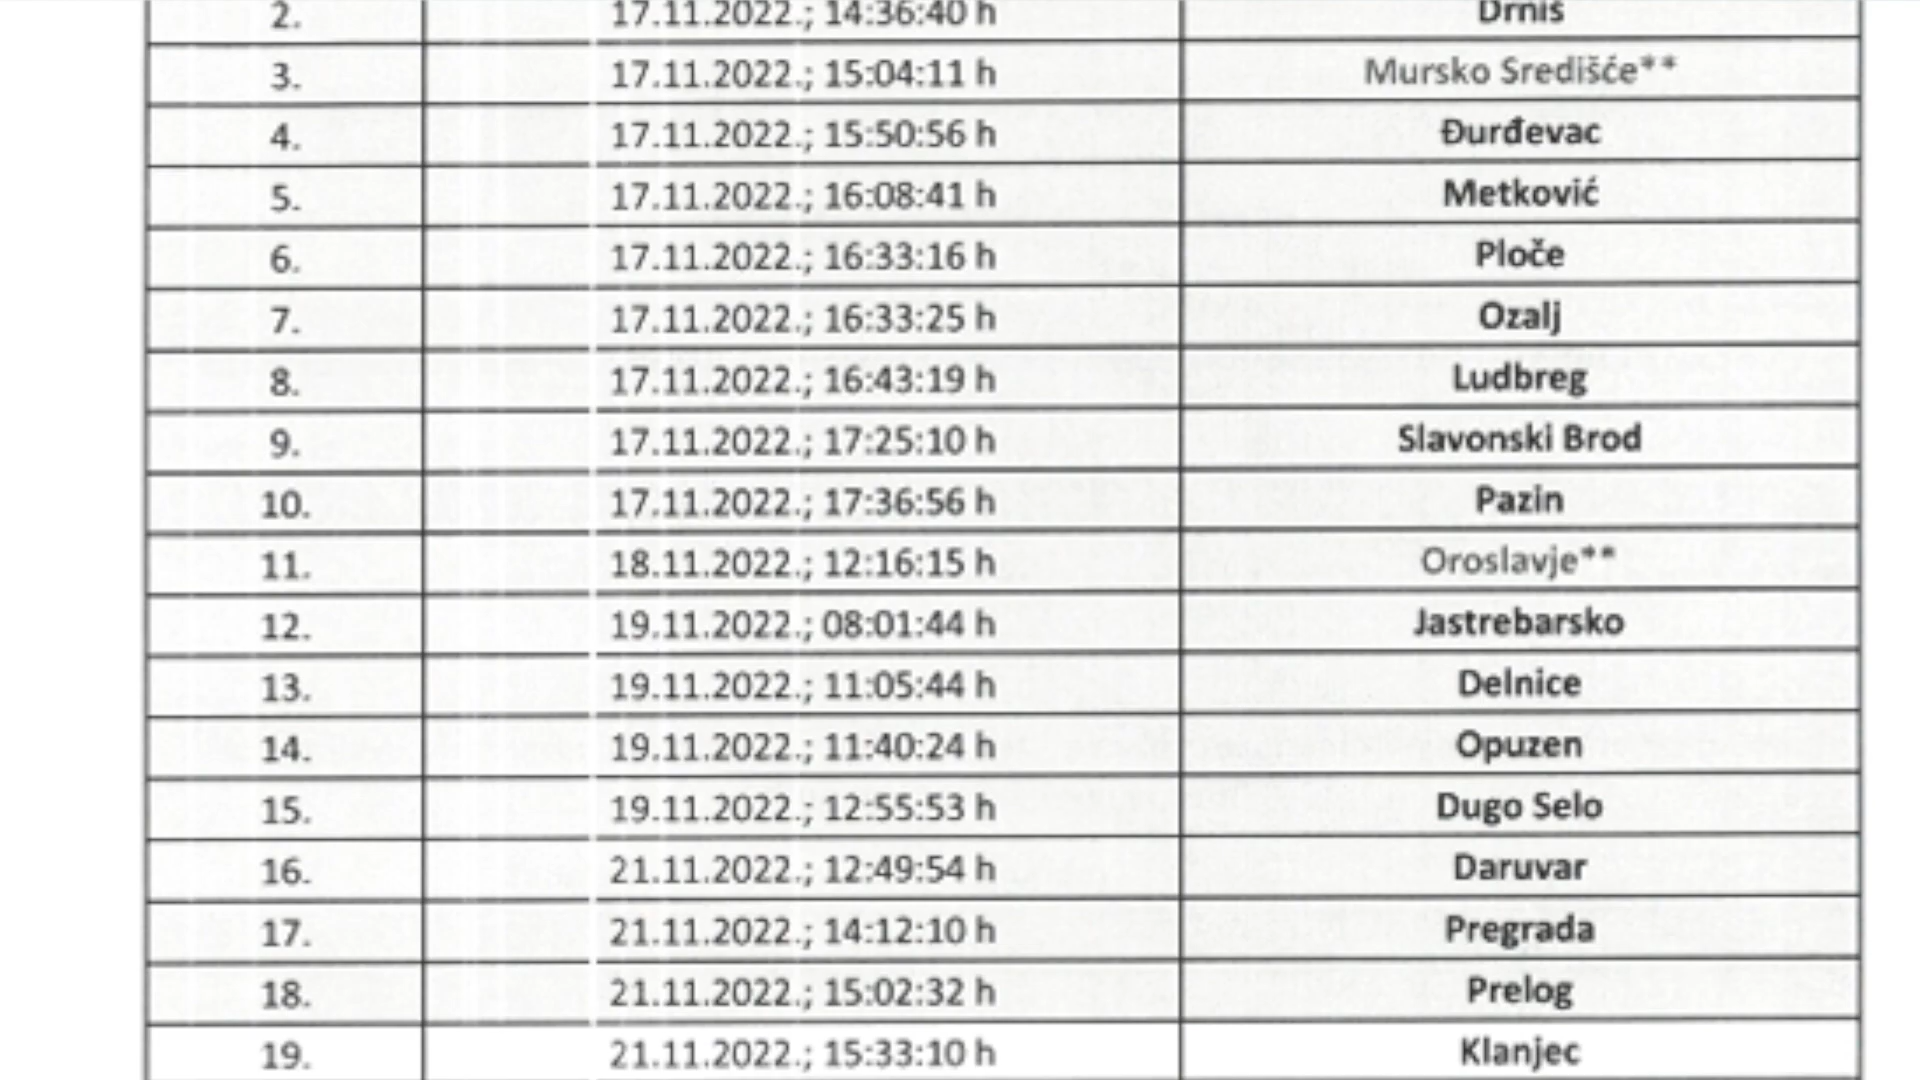 2. 17.11.2022.; 14:36:40 h Drniš
3. 17.11.2022.; 15:04:11 h Mursko Središće**
4. 17.11.2022.; 15:50:56 h Đurđevac
5. 17.11.2022.; 16:08:41 h Metković
6. 17.11.2022.; 16:33:16 h Ploče
7. 17.11.2022.; 16:33:25 h Ozalj
8. 17.11.2022.; 16:43:19 h Ludbreg
9. 17.11.2022.; 17:25:10 h Slavonski Brod
10. 17.11.2022.; 17:36:56 h Pazin
11. 18.11.2022.; 12:16:15 h Oroslavje**
12. 19.11.2022.; 08:01:44 h Jastrebarsko
13. 19.11.2022.; 11:05:44 h Delnice
14. 19.11.2022.; 11:40:24 h Opuzen
15. 19.11.2022.; 12:55:53 h Dugo Selo
16. 21.11.2022.; 12:49:54 h Daruvar
17. 21.11.2022.; 14:12:10 h Pregrada
18. 21.11.2022.; 15:02:32 h Prelog
19. 21.11.2022.; 15:33:10 h Klanjec